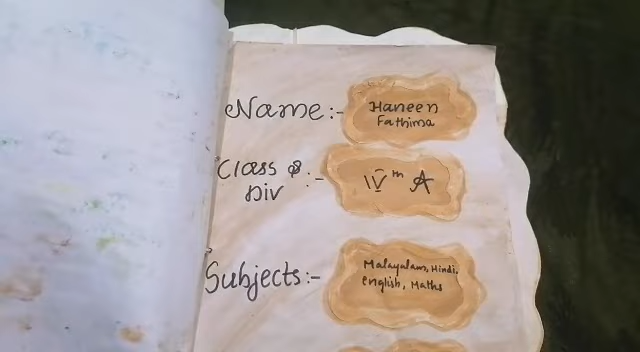 Name:- Haneen
Fathima
Class &:- IVth A
Div
Subjects:- Malayalam, Hindi,
English, Maths